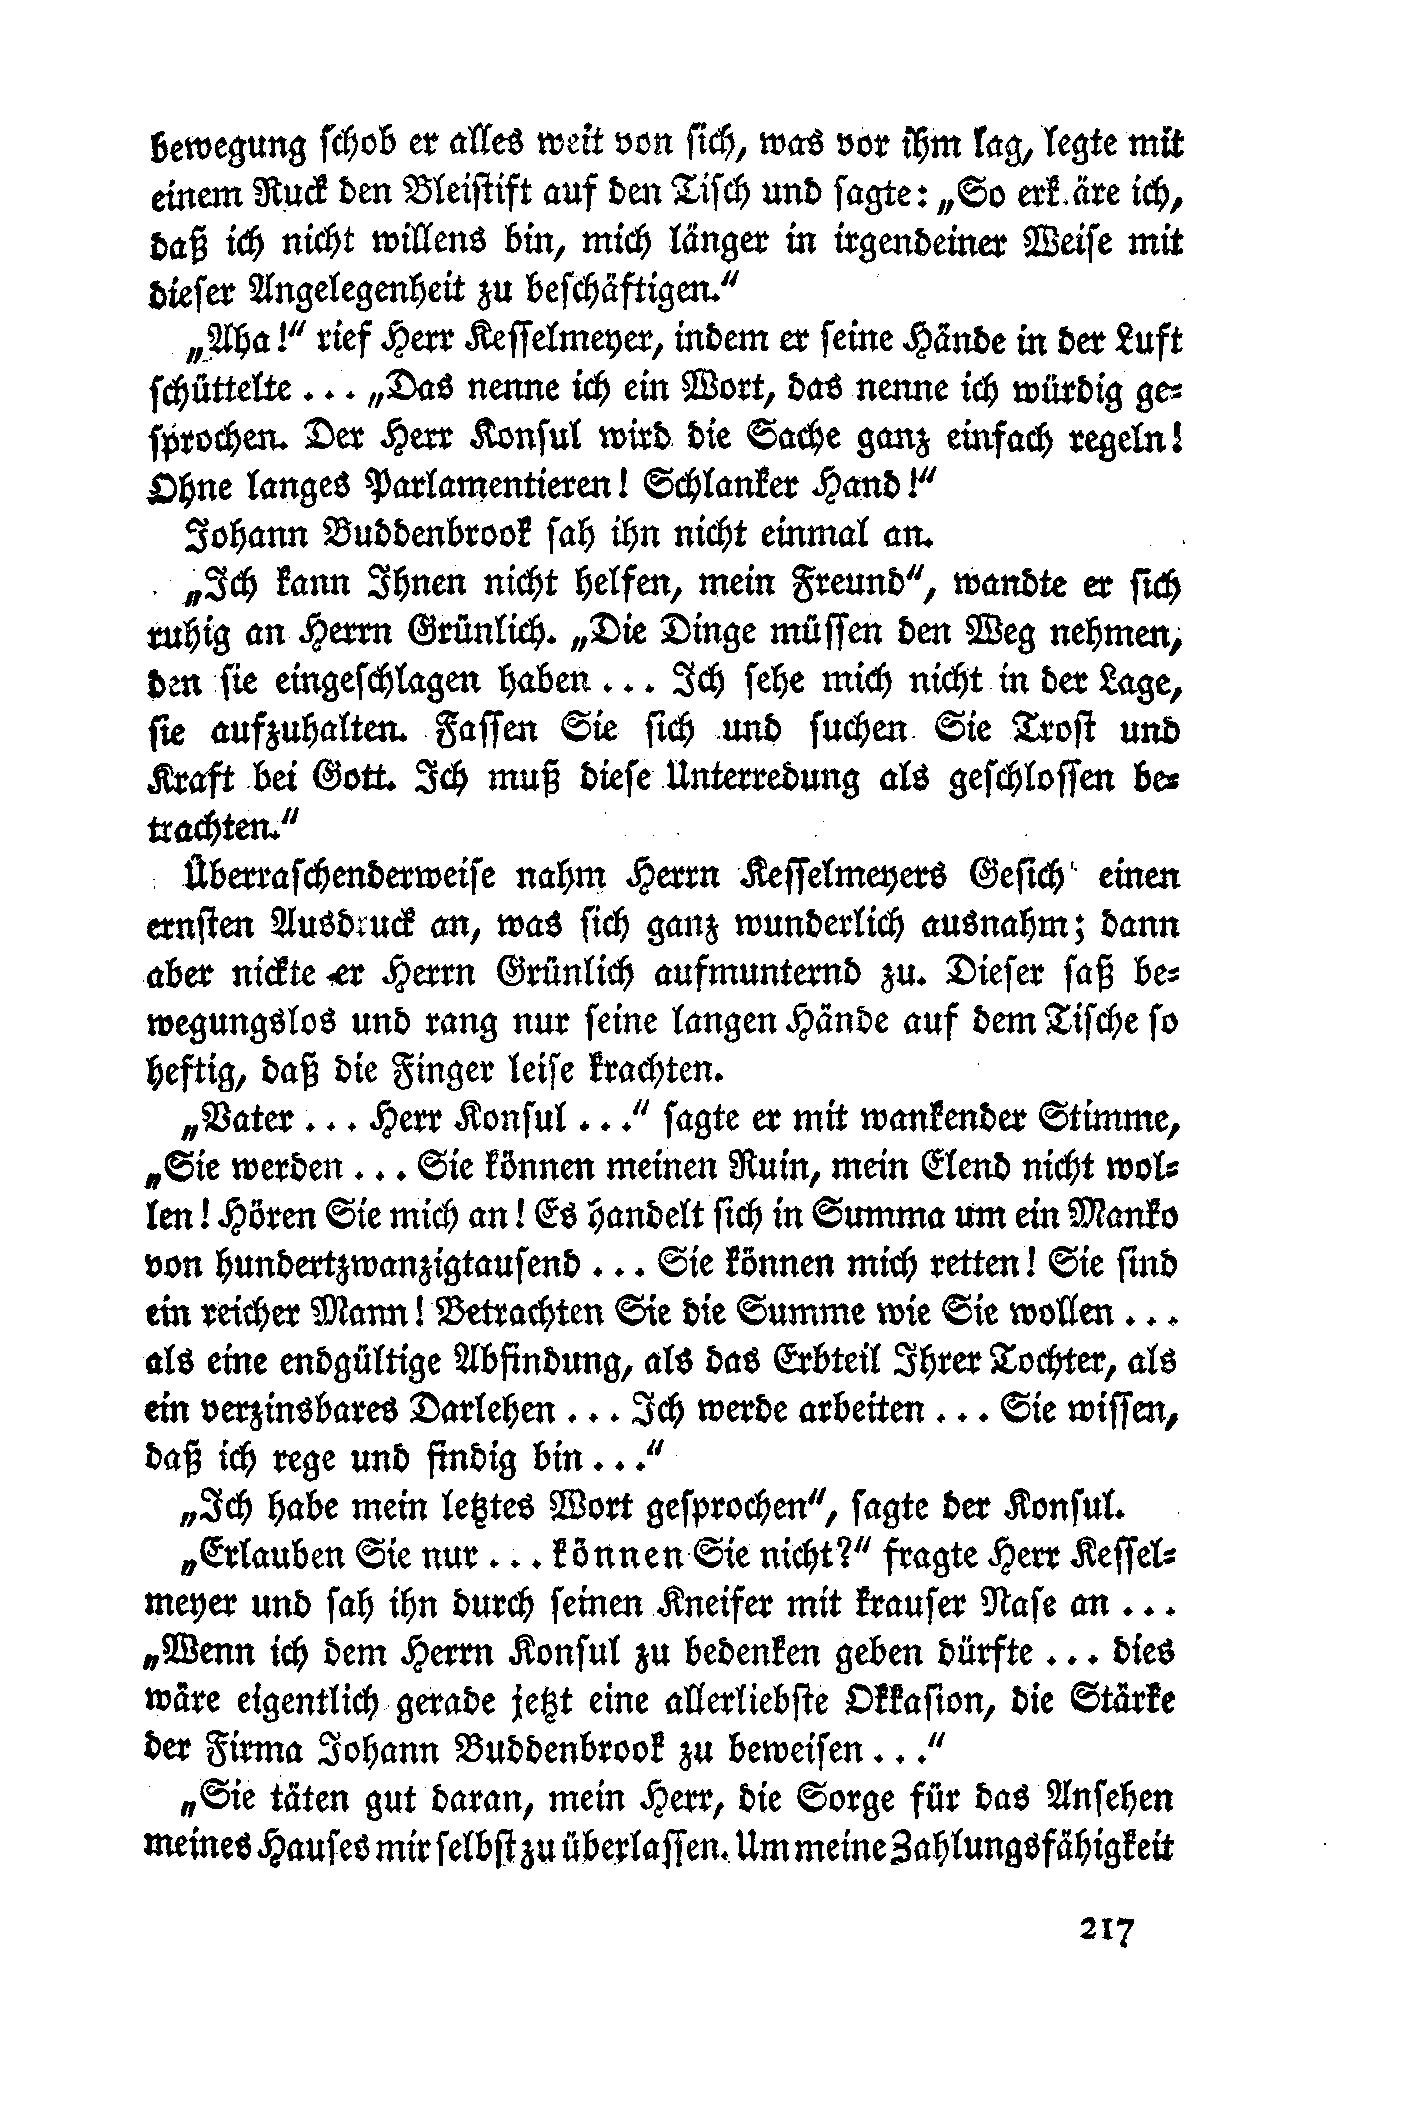 bewegung schob er alles weit von sich, was vor ihm lag, legte mit
einem Ruck den Bleistift auf den Tisch und sagte: „So erk.äre ich,
daß ich nicht willens bin, mich länger in irgendeiner Weise mit
dieser Angelegenheit zu beschäftigen.“
„Aha!“ rief Herr Kesselmeyer, indem er seine Hände in der Luft
schüttelte ... „Das nenne ich ein Wort, das nenne ich würdig ge-
sprochen. Der Herr Konsul wird die Sache ganz einfach regeln!
Ohne langes Parlamentieren! Schlanker Hand!“
Johann Buddenbrook sah ihn nicht einmal an.
„Ich kann Ihnen nicht helfen, mein Freund“, wandte er sich
ruhig an Herrn Grünlich. „Die Dinge müssen den Weg nehmen,
den sie eingeschlagen haben ... Ich sehe mich nicht in der Lage,
sie aufzuhalten. Fassen Sie sich und suchen Sie Trost und
Kraft bei Gott. Ich muß diese Unterredung als geschlossen be-
trachten.“
Überraschenderweise nahm Herrn Kesselmeyers Gesich' einen
ernsten Ausdruck an, was sich ganz wunderlich ausnahm; dann
aber nickte er Herrn Grünlich aufmunternd zu. Dieser saß be-
wegungslos und rang nur seine langen Hände auf dem Tische so
heftig, daß die Finger leise krachten.
„Vater ... Herr Konsul ...“ sagte er mit wankender Stimme,
„Sie werden ... Sie können meinen Ruin, mein Elend nicht wol-
len! Hören Sie mich an! Es handelt sich in Summa um ein Manko
von hundertzwanzigtausend ... Sie können mich retten! Sie sind
ein reicher Mann! Betrachten Sie die Summe wie Sie wollen ...
als eine endgültige Abfindung, als das Erbteil Ihrer Tochter, als
ein verzinsbares Darlehen ... Ich werde arbeiten ... Sie wissen,
daß ich rege und findig bin ...“
„Ich habe mein letztes Wort gesprochen“, sagte der Konsul.
„Erlauben Sie nur ... können Sie nicht?“ fragte Herr Kessel-
meyer und sah ihn durch seinen Kneifer mit krauser Nase an ...
„Wenn ich dem Herrn Konsul zu bedenken geben dürfte ... dies
wäre eigentlich gerade jetzt eine allerliebste Okkasion, die Stärke
der Firma Johann Buddenbrook zu beweisen ...“
„Sie täten gut daran, mein Herr, die Sorge für das Ansehen
meines Hauses mir selbst zu überlassen. Um meine Zahlungsfähigkeit
217